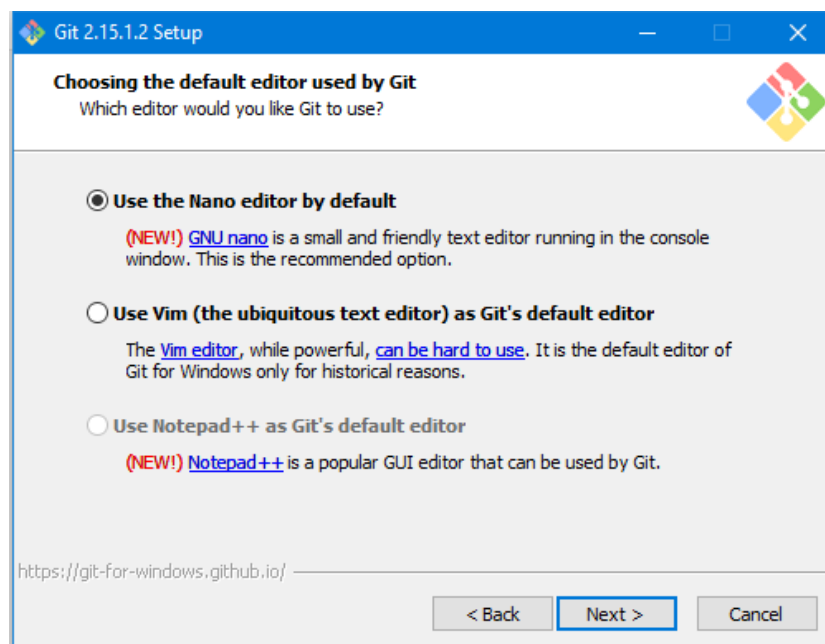 Git 2.15.1.2 Setup
Choosing the default editor used by Git
Which editor would you like Git to use?
Use the Nano editor by default
(NEW!) GNU nano is a small and friendly text editor running in the console
window. This is the recommended option.
Use Vim (the ubiquitous text editor) as Git's default editor
The Vim editor, while powerful, can be hard to use. It is the default editor of
Git for Windows only for historical reasons.
Use Notepad++ as Git's default editor
(NEW!) Notepad++ is a popular GUI editor that can be used by Git.
https://git-for-windows.github.io/
< Back Next > Cancel